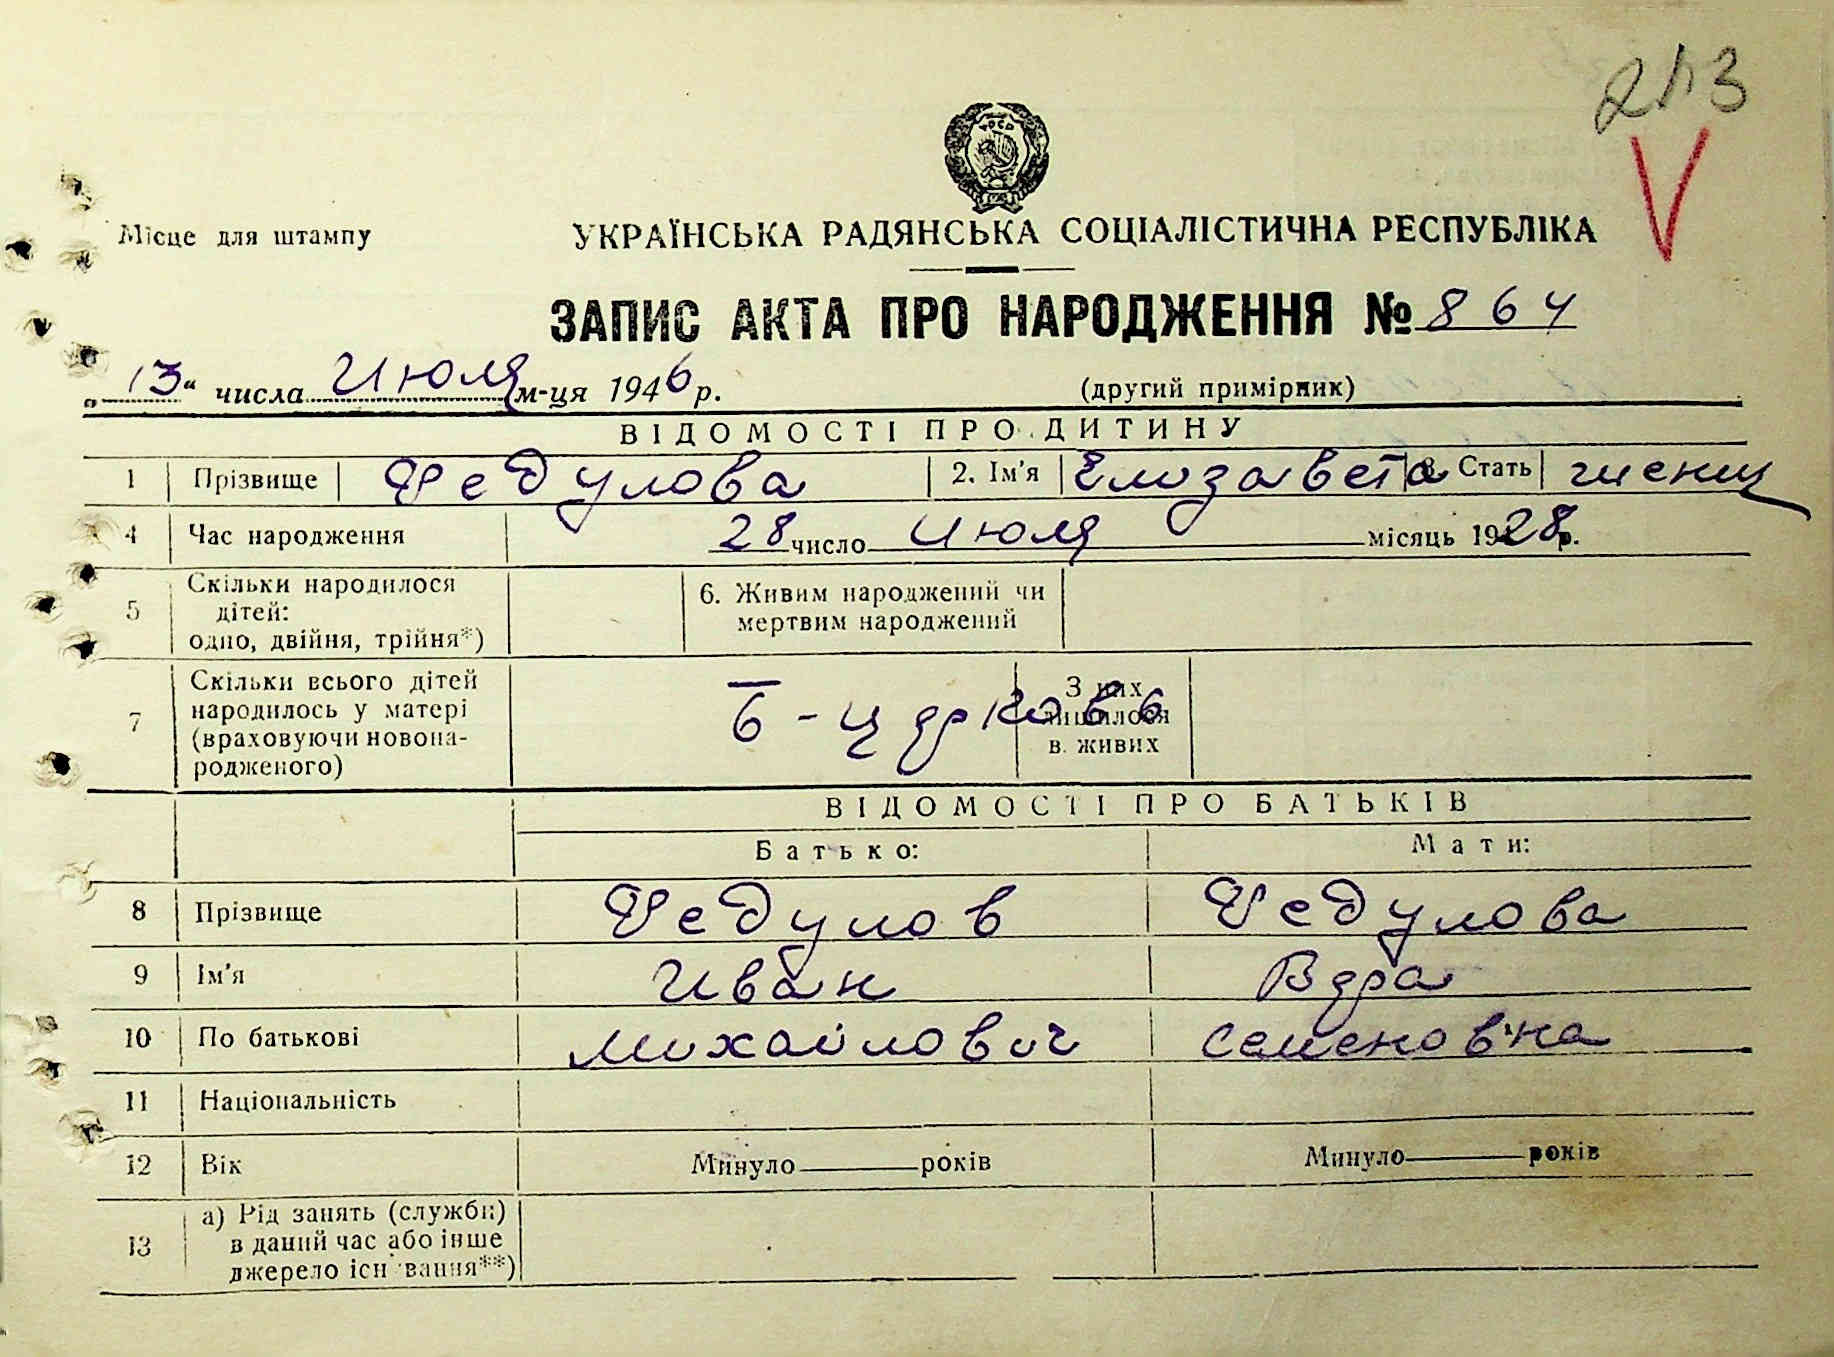 213
Місце для штампу
УКРАЇНСЬКА РАДЯНСЬКА СОЦІАЛІСТИЧНА РЕСПУБЛІКА
ЗАПИС АКТА ПРО НАРОДЖЕННЯ № 864
„13“ числа Июля м-ця 1946 р.
(другий примірник)
ВІДОМОСТІ ПРО ДИТИНУ
1 Прізвище Федулова 2. Ім'я Елизавета 3. Стать женщ
4 Час народження 28 число Июля місяць 1928 р.
5 Скільки народилося дітей: одно, двійня, трійня*)
6. Живим народжений чи мертвим народжений
7 Скільки всього дітей народилось у матері (враховуючи новонародженого)
Б-Церковь
З них лишилося в живих
ВІДОМОСТІ ПРО БАТЬКІВ
Батько: Мати:
8 Прізвище Федулов Федулова
9 Ім'я Иван Вера
10 По батькові Михайлович Семеновна
11 Національність
12 Вік Минуло років Минуло років
13 а) Рід занять (служби) в даний час або інше джерело існування**)